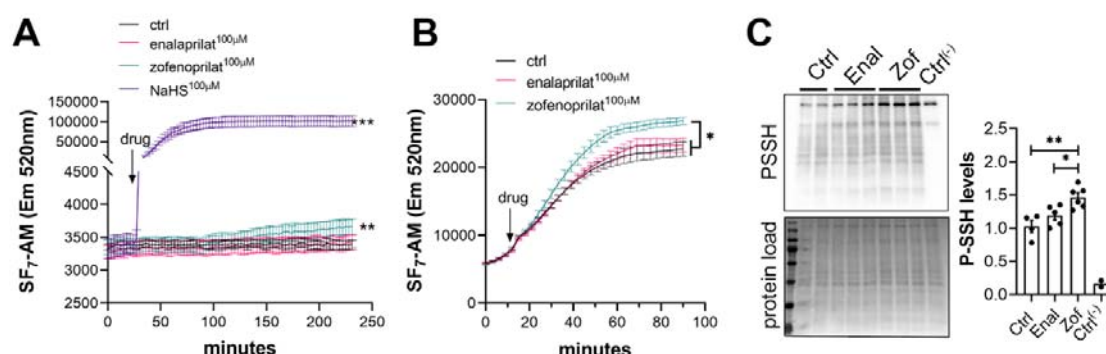 A
ctrl
enalaprilat100μM
zofenoprilat100μM
NaHS100μM
SF7-AM (Em 520nm)
100000
75000
50000
4500
4000
3500
3000
2500
drug
***
**
0 50 100 150 200 250
minutes
B
ctrl
enalaprilat100μM
zofenoprilat100μM
SF7-AM (Em 520nm)
30000
20000
10000
0
drug
*
0 20 40 60 80 100
minutes
C
Ctrl
Enal
Zof
Ctrl(-)
PSSH
protein load
P-SSH levels
2.5
2.0
1.5
1.0
0.5
0.0
**
*
Ctrl
Enal
Zof
Ctrl(-)